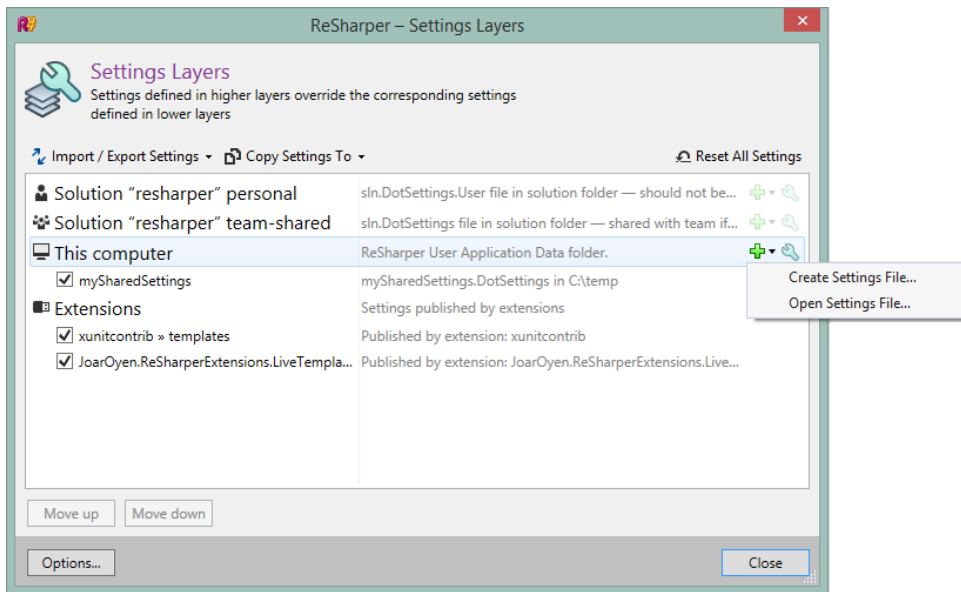 ReSharper – Settings Layers
Settings Layers
Settings defined in higher layers override the corresponding settings
defined in lower layers
Import / Export Settings Copy Settings To Reset All Settings
Solution "resharper" personal sln.DotSettings.User file in solution folder — should not be...
Solution "resharper" team-shared sln.DotSettings file in solution folder — shared with team if...
This computer ReSharper User Application Data folder.
Create Settings File...
mySharedSettings mySharedSettings.DotSettings in C:\temp
Open Settings File...
Extensions Settings published by extensions
xunitcontrib » templates Published by extension: xunitcontrib
JoarOyen.ReSharperExtensions.LiveTempla... Published by extension: JoarOyen.ReSharperExtensions.Live...
Move up Move down
Options... Close